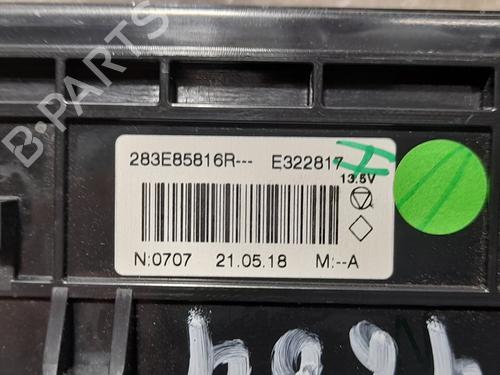 B-PARTS
283E85816R--- E322817
13.5V
N:0707 21.05.18 M:--A